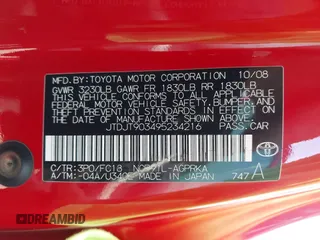 MFD BY: TOYOTA MOTOR CORPORATION 10/08
GVWR 3230LB GAWR FR 1830LB RR 1830LB
THIS VEHICLE CONFORMS TO ALL APPLICABLE
FEDERAL MOTOR VEHICLE SAFETY, BUMPER, AND
THEFT PREVENTION STANDARDS IN EFFECT ON
THE DATE OF MANUFACTURE SHOWN ABOVE.
JTDJT903495234216
C/TR: 3P0/FC18 NCP91L-AGPRKA
A/TM: -04A/U340E MADE IN JAPAN 747 A
DREAMBID